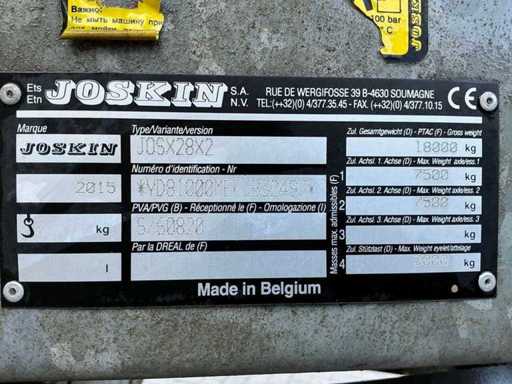 Важно:
Не мыть машину при
100 bar
° C
Ets
Etn
JOSKIN
S.A.
N.V.
RUE DE WERGIFOSSE 39 B-4630 SOUMAGNE
TEL:(++32)(0) 4/377.35.45 - FAX. (++32)(0) 4/377.10.15
CE
Marque
JOSKIN
2015
kg
l
Type/Variante/version
JOSX28X2
Numéro d'identification - Nr
PVA/PVG (B) - Réceptionné le (F) - Omologazione (I)
Par la DREAL de (F)
Masses max. admissibles (F)
Zul. Gesamtgewicht (D) - PTAC (F) - Gross weight
18000 kg
Zul. Achsl. 1. Achse (D) - Max. Weight axle/ess.1
1 7500 kg
Zul. Achsl. 2. Achse (D) - Max. Weight axle/ess. 2
2 7500 kg
Zul. Achsl. 3. Achse (D) - Max. Weight axle/ess. 3
3 kg
Zul. Stützlast (D) - Max. Weight eyelet/attelage
4 3000 kg
Made in Belgium